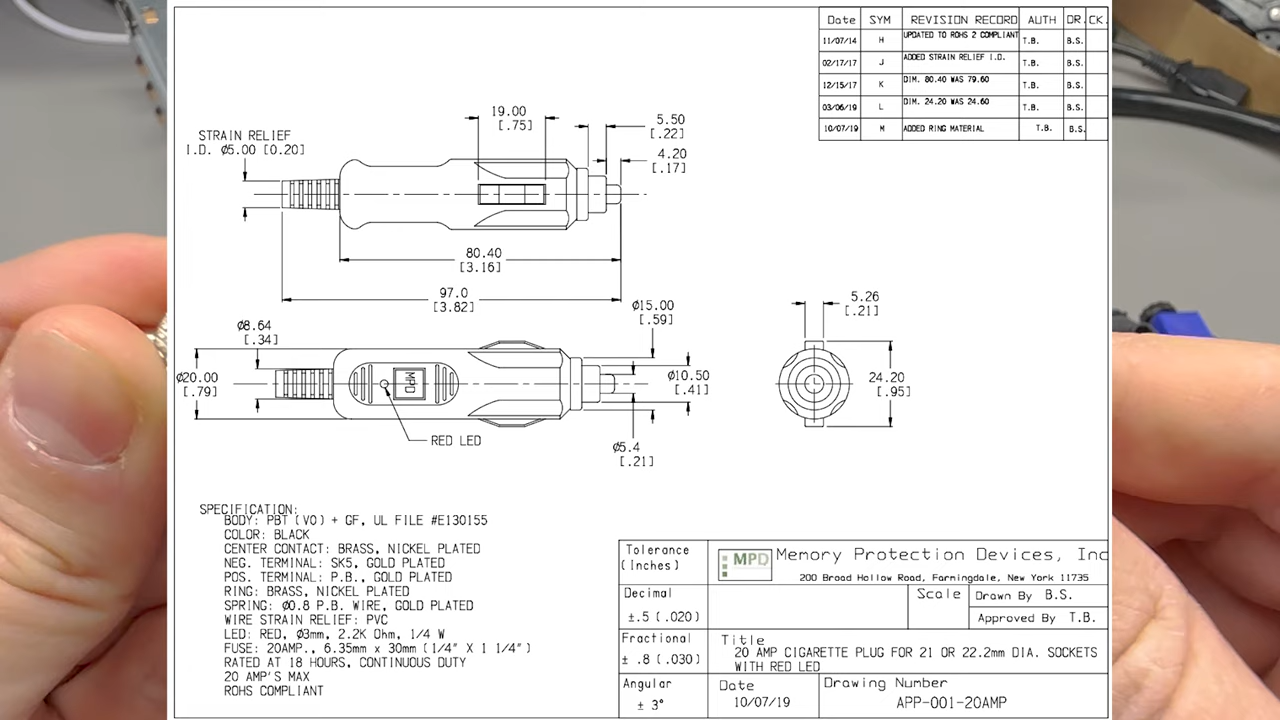 Date SYM REVISION RECORD AUTH DR. CK.
11/07/14 H UPDATED TO ROHS 2 COMPLIANT T.B. B.S.
02/17/17 J ADDED STRAIN RELIEF I.D. T.B. B.S.
12/15/17 K DIM. 80.40 WAS 79.60 T.B. B.S.
03/06/19 L DIM. 24.20 WAS 24.60 T.B. B.S.
10/07/19 M ADDED RING MATERIAL T.B. B.S.
STRAIN RELIEF
I.D. Ø5.00 [0.20]
19.00
[.75]
5.50
[.22]
4.20
[.17]
80.40
[3.16]
97.0
[3.82]
Ø8.64
[.34]
Ø20.00
[.79]
MPD
RED LED
Ø15.00
[.59]
Ø10.50
[.41]
Ø5.4
[.21]
5.26
[.21]
24.20
[.95]
SPECIFICATION:
BODY: PBT (VO) + GF, UL FILE #E130155
COLOR: BLACK
CENTER CONTACT: BRASS, NICKEL PLATED
NEG. TERMINAL: SK5, GOLD PLATED
POS. TERMINAL: P.B., GOLD PLATED
RING: BRASS, NICKEL PLATED
SPRING: Ø0.8 P.B. WIRE, GOLD PLATED
WIRE STRAIN RELIEF: PVC
LED: RED, Ø3mm, 2.2K Ohm, 1/4 W
FUSE: 20AMP., 6.35mm x 30mm (1/4" X 1 1/4")
RATED AT 18 HOURS, CONTINUOUS DUTY
20 AMP'S MAX
ROHS COMPLIANT
Tolerance
(Inches)
MPD Memory Protection Devices, Inc
200 Broad Hollow Road, Farmingdale, New York 11735
Decimal
±.5 (.020)
Scale
Drawn By B.S.
Approved By T.B.
Fractional
± .8 (.030)
Title
20 AMP CIGARETTE PLUG FOR 21 OR 22.2mm DIA. SOCKETS
WITH RED LED
Angular
± 3°
Date
10/07/19
Drawing Number
APP-001-20AMP